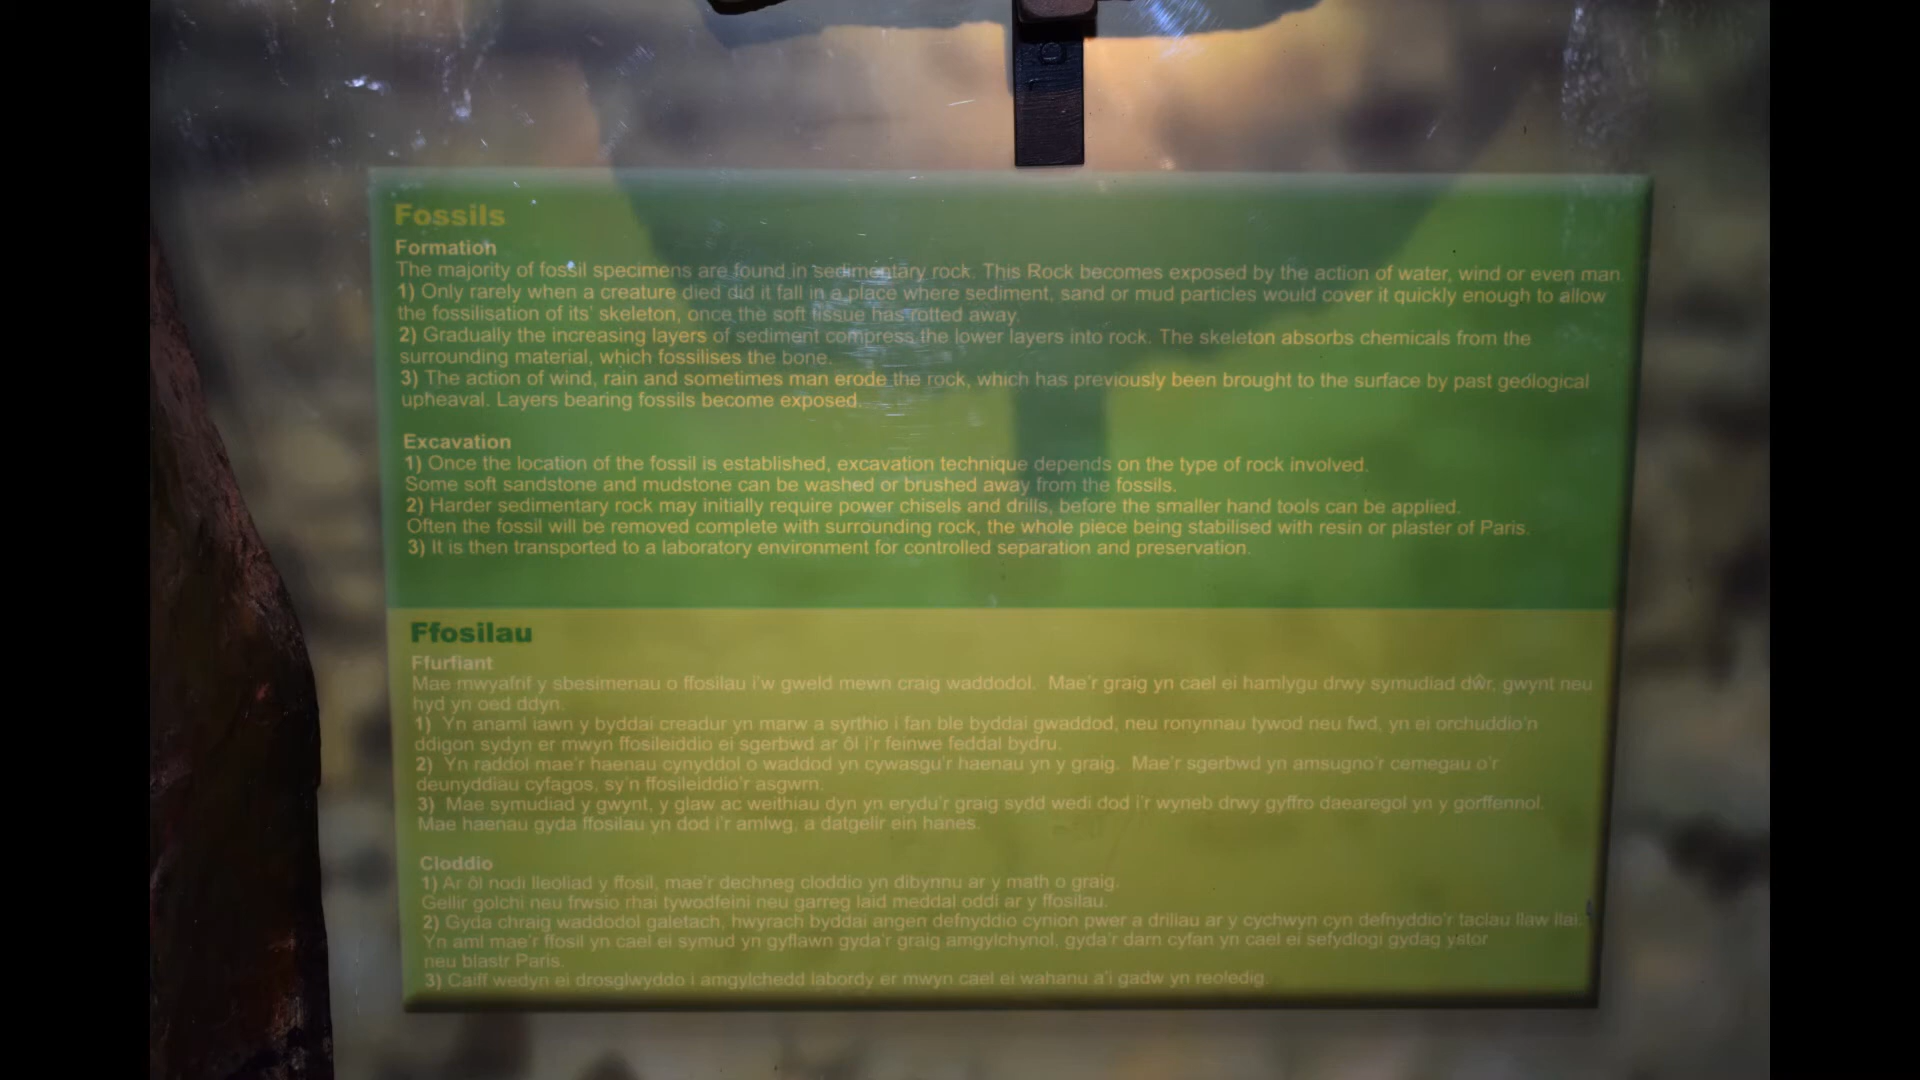 Fossils
Formation
The majority of fossil specimens are found in sedimentary rock. This Rock becomes exposed by the action of water, wind or even man.
1) Only rarely when a creature died did it fall in a place where sediment, sand or mud particles would cover it quickly enough to allow
the fossilisation of its' skeleton, once the soft tissue has rotted away.
2) Gradually the increasing layers of sediment compress the lower layers into rock. The skeleton absorbs chemicals from the
surrounding material, which fossilises the bone.
3) The action of wind, rain and sometimes man erode the rock, which has previously been brought to the surface by past geological
upheaval. Layers bearing fossils become exposed.
Excavation
1) Once the location of the fossil is established, excavation technique depends on the type of rock involved.
Some soft sandstone and mudstone can be washed or brushed away from the fossils.
2) Harder sedimentary rock may initially require power chisels and drills, before the smaller hand tools can be applied.
Often the fossil will be removed complete with surrounding rock, the whole piece being stabilised with resin or plaster of Paris.
3) It is then transported to a laboratory environment for controlled separation and preservation.
Ffosilau
Ffurfiant
Mae mwyafrif y sbesimenau o ffosilau i'w gweld mewn craig waddodol. Mae'r graig yn cael ei hamlygu drwy symudiad dŵr, gwynt neu
hyd yn oed ddyn.
1) Yn anaml iawn y byddai creadur yn marw a syrthio i fan ble byddai gwaddod, neu ronynnau tywod neu fwd, yn ei orchuddio'n
ddigon sydyn er mwyn ffosileiddio ei sgerbwd ar ôl i'r feinwe feddal bydru.
2) Yn raddol mae'r haenau cynyddol o waddod yn cywasgu'r haenau yn y graig. Mae'r sgerbwd yn amsugno'r cemegau o'r
deunyddiau cyfagos, sy'n ffosileiddio'r asgwrn.
3) Mae symudiad y gwynt, y glaw ac weithiau dyn yn erydu'r graig sydd wedi dod i'r wyneb drwy gyffro daearegol yn y gorffennol.
Mae haenau gyda ffosilau yn dod i'r amlwg, a datgelir ein hanes.
Cloddio
1) Ar ôl nodi lleoliad y ffosil, mae'r dechneg cloddio yn dibynnu ar y math o graig.
Gellir golchi neu frwsio rhai tywodfeini neu garreg laid meddal oddi ar y ffosilau.
2) Gyda chraig waddodol galetach, hwyrach byddai angen defnyddio cynion pwer a driliau ar y cychwyn cyn defnyddio'r taclau llaw llai.
Yn aml mae'r ffosil yn cael ei symud yn gyflawn gyda'r graig amgylchynol, gyda'r darn cyfan yn cael ei sefydlogi gydag ystor
neu blastr Paris.
3) Caiff wedyn ei drosglwyddo i amgylchedd labordy er mwyn cael ei wahanu a'i gadw yn reoledig.